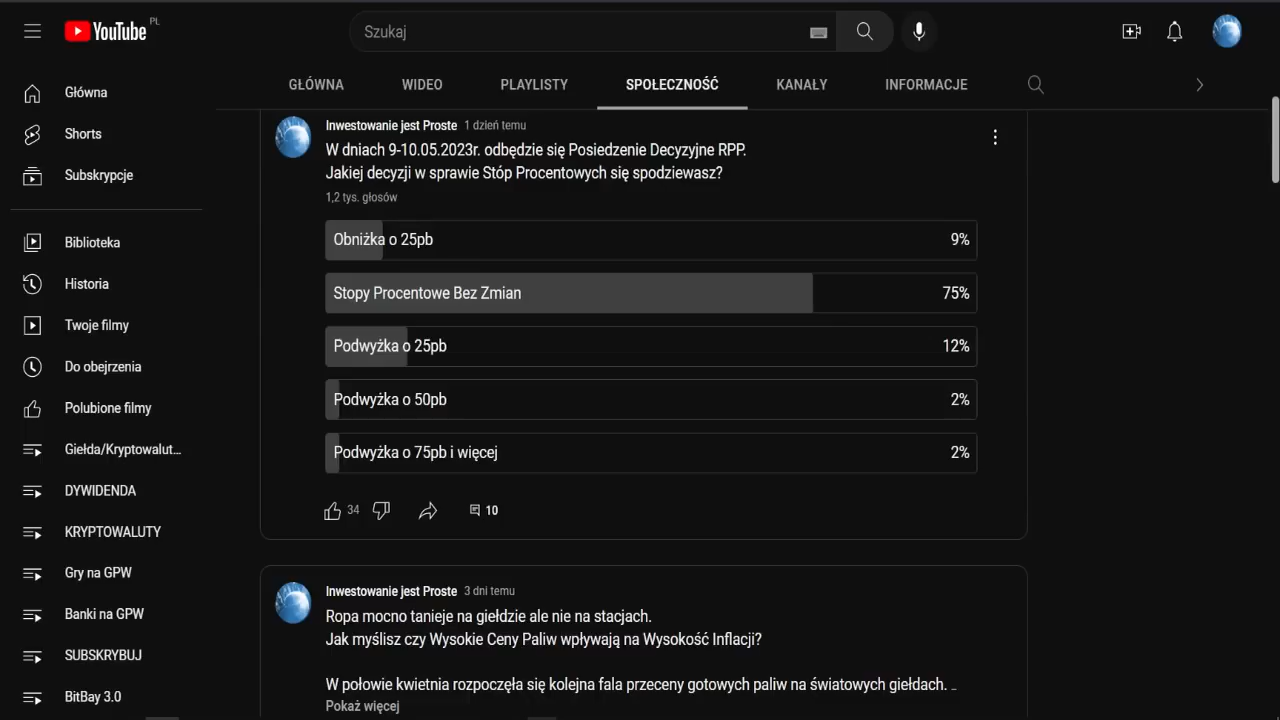 YouTube PL
Szukaj
GŁÓWNA WIDEO PLAYLISTY SPOŁECZNOŚĆ KANAŁY INFORMACJE
Główna
Shorts
Subskrypcje
Biblioteka
Historia
Twoje filmy
Do obejrzenia
Polubione filmy
Giełda/Kryptowalut...
DYWIDENDA
KRYPTOWALUTY
Gry na GPW
Banki na GPW
SUBSKRYBUJ
BitBay 3.0
Inwestowanie jest Proste 1 dzień temu
W dniach 9-10.05.2023r. odbędzie się Posiedzenie Decyzyjne RPP.
Jakiej decyzji w sprawie Stóp Procentowych się spodziewasz?
1,2 tys. głosów
Obniżka o 25pb 9%
Stopy Procentowe Bez Zmian 75%
Podwyżka o 25pb 12%
Podwyżka o 50pb 2%
Podwyżka o 75pb i więcej 2%
34 10
Inwestowanie jest Proste 3 dni temu
Ropa mocno tanieje na giełdzie ale nie na stacjach.
Jak myślisz czy Wysokie Ceny Paliw wpływają na Wysokość Inflacji?
W połowie kwietnia rozpoczęła się kolejna fala przeceny gotowych paliw na światowych giełdach. ...
Pokaż więcej